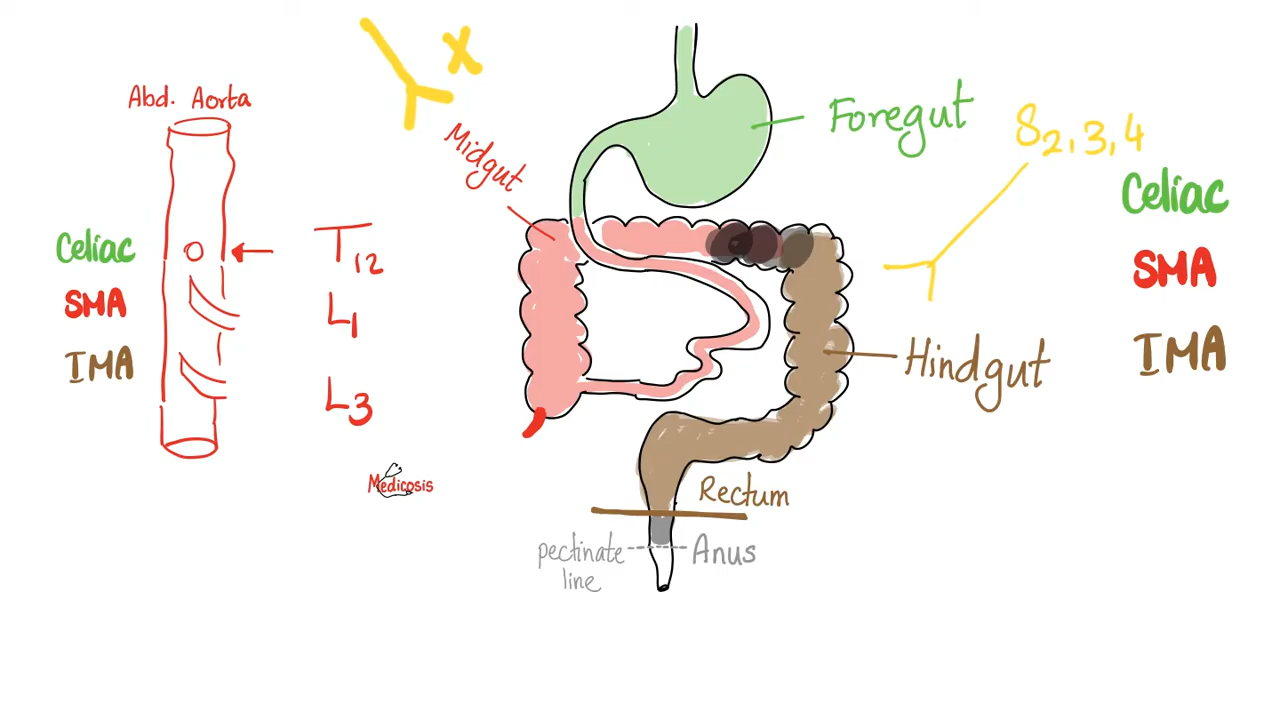 Abd. Aorta
Celiac
SMA
IMA
T12
L1
L3
X
Midgut
Foregut
S2,3,4
Celiac
SMA
IMA
Hindgut
Medicosis
Rectum
pectinate
line
Anus